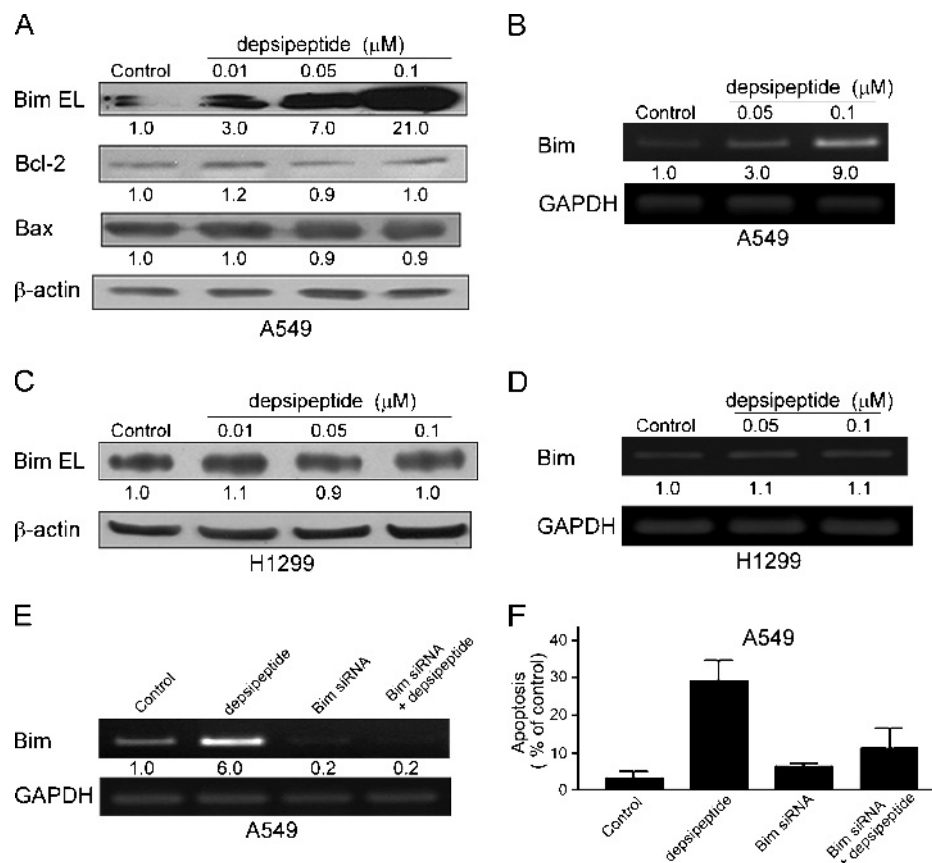 A
depsipeptide (μM)
Control 0.01 0.05 0.1
Bim EL
1.0 3.0 7.0 21.0
Bcl-2
1.0 1.2 0.9 1.0
Bax
1.0 1.0 0.9 0.9
β-actin
A549
B
depsipeptide (μM)
Control 0.05 0.1
Bim
1.0 3.0 9.0
GAPDH
A549
C
depsipeptide (μM)
Control 0.01 0.05 0.1
Bim EL
1.0 1.1 0.9 1.0
β-actin
H1299
D
depsipeptide (μM)
Control 0.05 0.1
Bim
1.0 1.1 1.1
GAPDH
H1299
E
Control
depsipeptide
Bim siRNA
Bim siRNA
+ depsipeptide
Bim
1.0 6.0 0.2 0.2
GAPDH
A549
F
A549
Apoptosis
( % of control)
40
30
20
10
0
Control
depsipeptide
Bim siRNA
Bim siRNA
+ depsipeptide